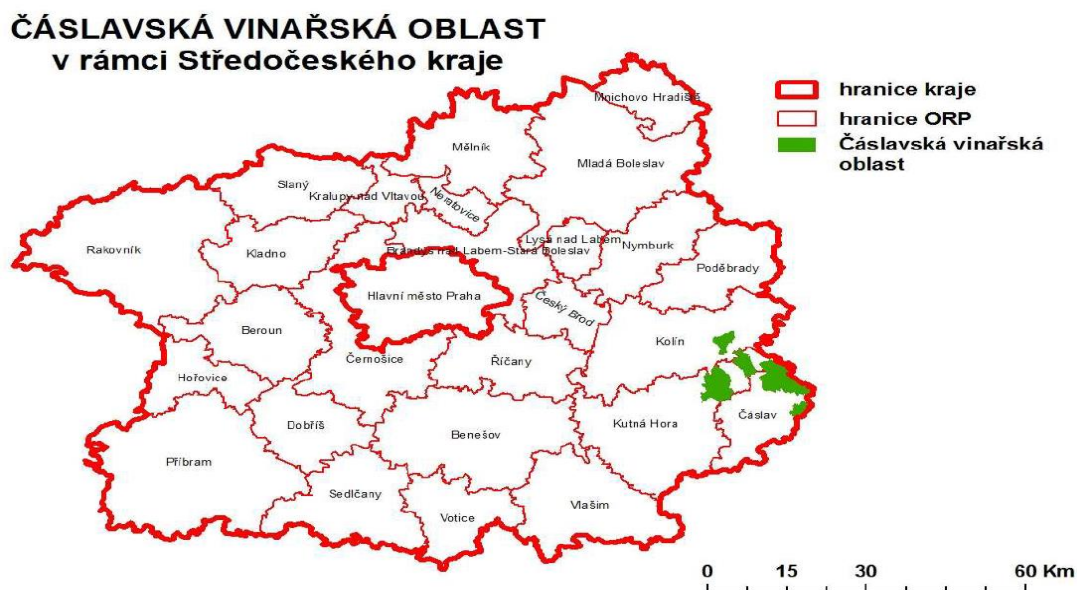 ČÁSLAVSKÁ VINAŘSKÁ OBLAST
v rámci Středočeského kraje
hranice kraje
hranice ORP
Čáslavská vinařská
oblast
Mnichovo Hradiště
Mělník
Mladá Boleslav
Slaný
Kralupy nad Vltavou
Neratovice
Rakovník
Kladno
Brandýs nad Labem-Stará Boleslav
Lysá nad Labem
Nymburk
Poděbrady
Hlavní město Praha
Český Brod
Beroun
Kolín
Černošice
Říčany
Hořovice
Dobříš
Benešov
Kutná Hora
Čáslav
Příbram
Sedlčany
Votice
Vlašim
0 15 30 60 Km